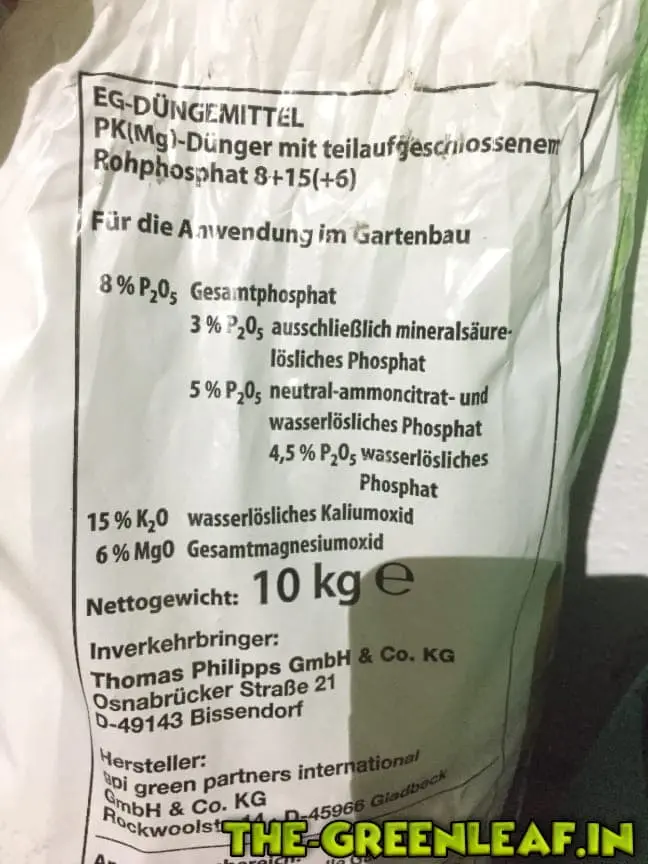 EG-DÜNGEMITTEL
PK(Mg)-Dünger mit teilaufgeschlossenem
Rohphosphat 8+15(+6)
Für die Anwendung im Gartenbau
8 % P₂O₅ Gesamtphosphat
3 % P₂O₅ ausschließlich mineralsäure-
lösliches Phosphat
5 % P₂O₅ neutral-ammoncitrat- und
wasserlösliches Phosphat
4,5 % P₂O₅ wasserlösliches
Phosphat
15 % K₂O wasserlösliches Kaliumoxid
6 % MgO Gesamtmagnesiumoxid
Nettogewicht: 10 kg ℮
Inverkehrbringer:
Thomas Philipps GmbH & Co. KG
Osnabrücker Straße 21
D-49143 Bissendorf
Hersteller:
international
green partners
GmbH & Co. KG
D-45966 Gladbeck
THE-GREENLEAF.IN